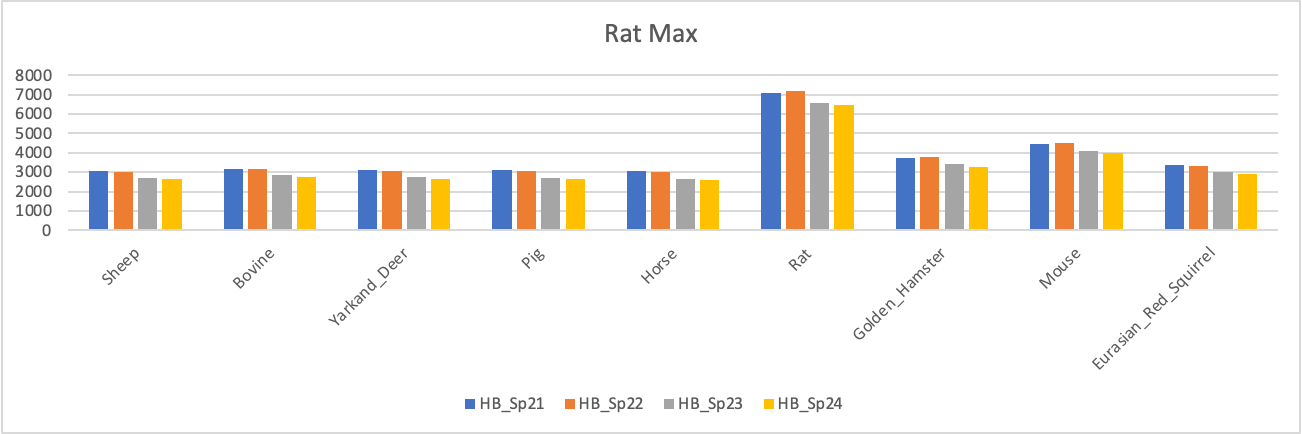 Rat Max
8000
7000
6000
5000
4000
3000
2000
1000
0
Sheep
Bovine
Yarkand_Deer
Pig
Horse
Rat
Golden_Hamster
Mouse
Eurasian_Red_Squirrel
HB_Sp21 HB_Sp22 HB_Sp23 HB_Sp24